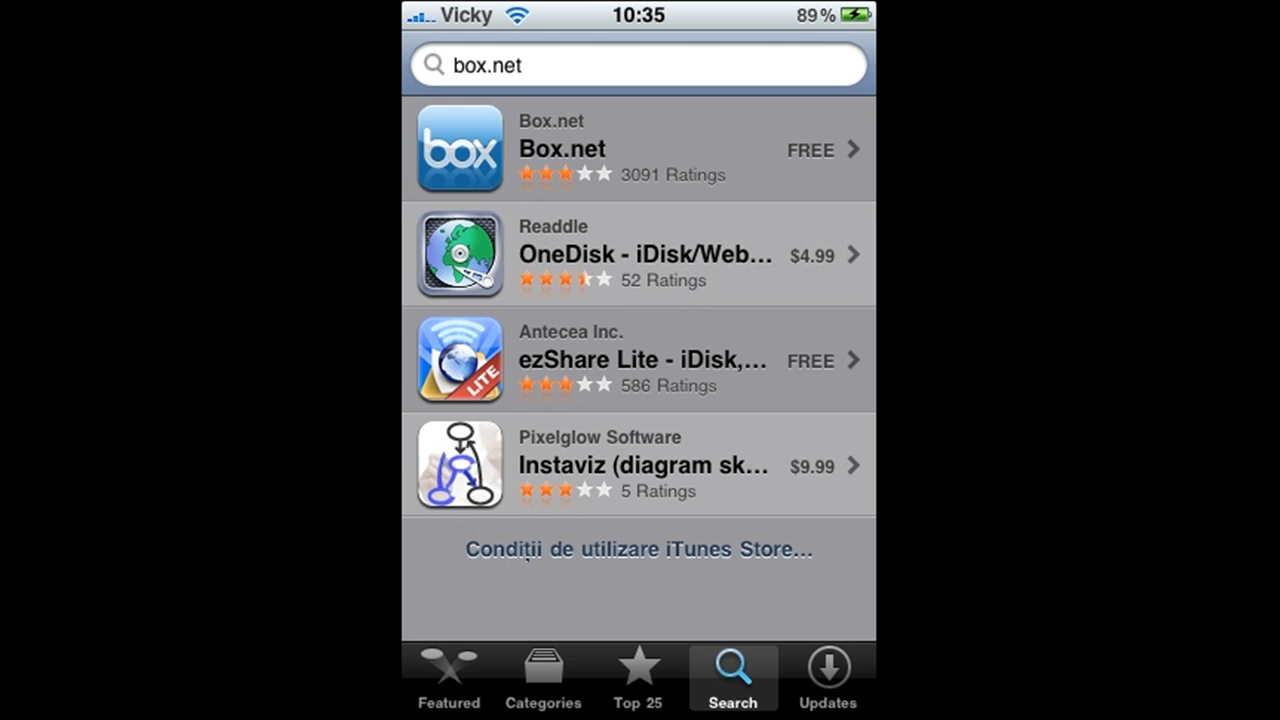 Vicky 10:35 89 %
box.net
Box.net
box Box.net FREE
3091 Ratings
Readdle
OneDisk - iDisk/Web... $4.99
52 Ratings
Antecea Inc.
ezShare Lite - iDisk,... FREE
LITE 586 Ratings
Pixelglow Software
Instaviz (diagram sk... $9.99
5 Ratings
Condiții de utilizare iTunes Store...
Featured Categories Top 25 Search Updates